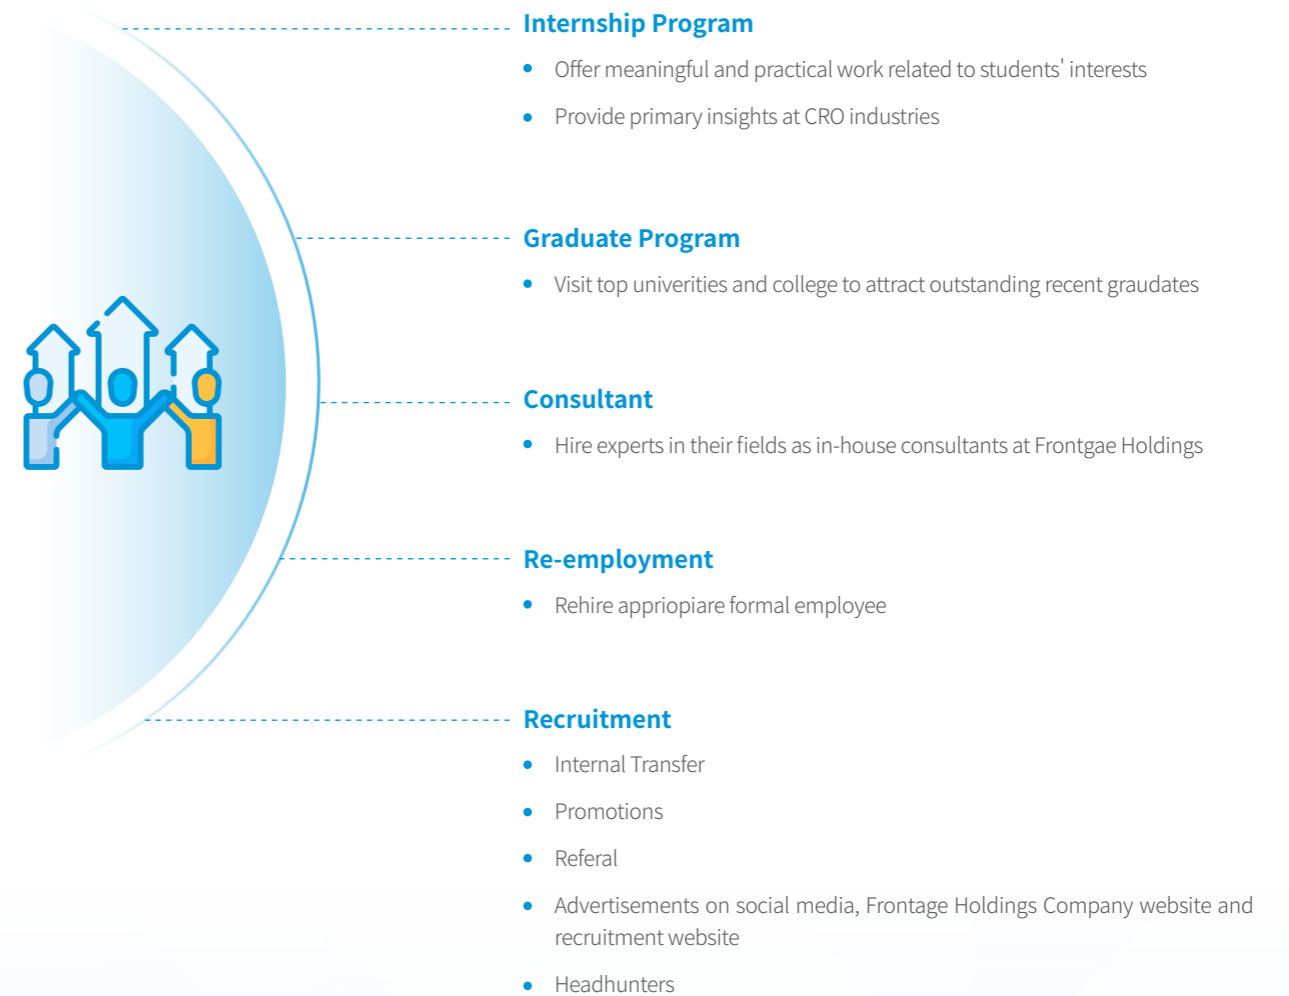 Internship Program
• Offer meaningful and practical work related to students' interests
• Provide primary insights at CRO industries
Graduate Program
• Visit top univerities and college to attract outstanding recent graudates
Consultant
• Hire experts in their fields as in-house consultants at Frontgae Holdings
Re-employment
• Rehire appriopiare formal employee
Recruitment
• Internal Transfer
• Promotions
• Referal
• Advertisements on social media, Frontage Holdings Company website and
recruitment website
• Headhunters